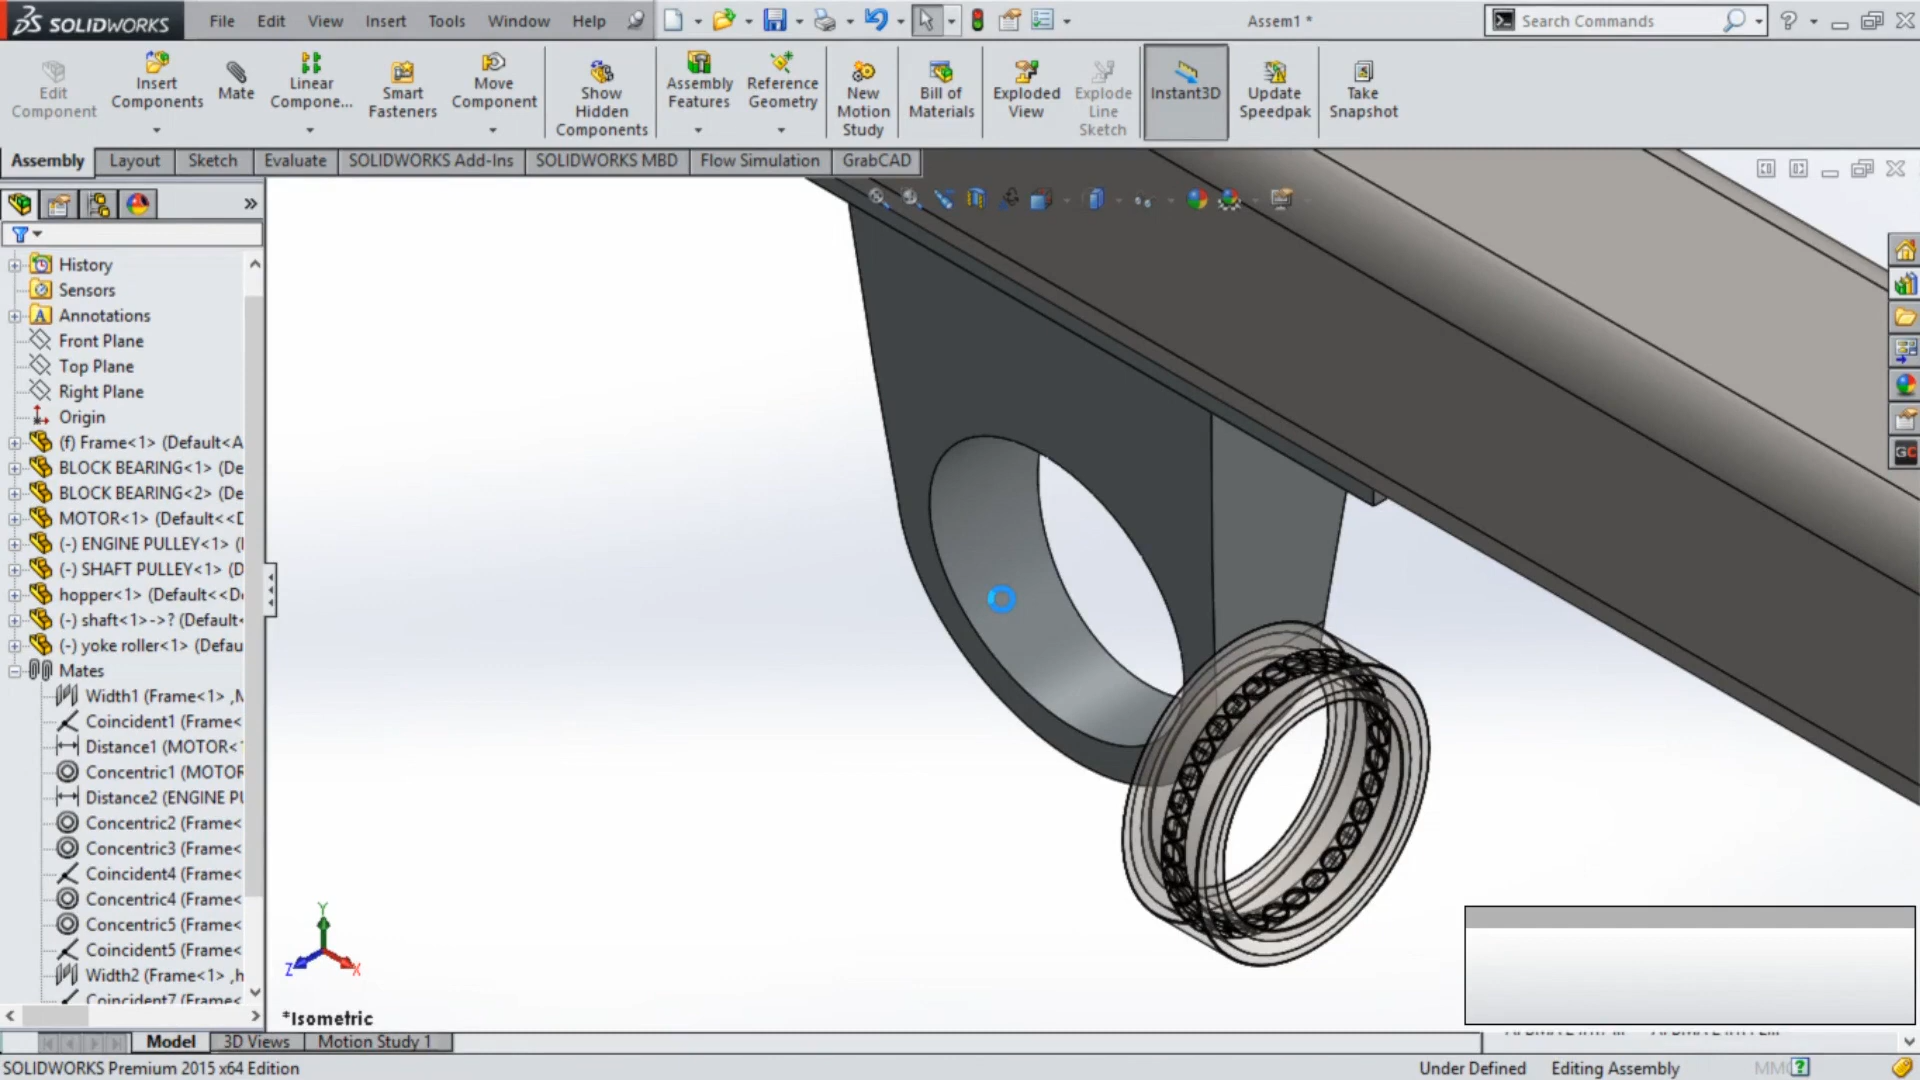 SOLIDWORKS File Edit View Insert Tools Window Help Assem1 * Search Commands
Edit Component
Insert Components
Mate
Linear Compone...
Smart Fasteners
Move Component
Show Hidden Components
Assembly Features
Reference Geometry
New Motion Study
Bill of Materials
Exploded View
Explode Line Sketch
Instant3D
Update Speedpak
Take Snapshot
Assembly Layout Sketch Evaluate SOLIDWORKS Add-Ins SOLIDWORKS MBD Flow Simulation GrabCAD
History
Sensors
A Annotations
Front Plane
Top Plane
Right Plane
Origin
(f) Frame<1> (Default<A
BLOCK BEARING<1> (De
BLOCK BEARING<2> (De
MOTOR<1> (Default<<D
(-) ENGINE PULLEY<1> (
(-) SHAFT PULLEY<1> (D
hopper<1> (Default<<D
(-) shaft<1>->? (Default<
(-) yoke roller<1> (Defau
Mates
Width1 (Frame<1> ,
Coincident1 (Frame<
Distance1 (MOTOR<
Concentric1 (MOTOR
Distance2 (ENGINE P
Concentric2 (Frame<
Concentric3 (Frame<
Coincident4 (Frame<
Concentric4 (Frame<
Concentric5 (Frame<
Coincident5 (Frame<
Width2 (Frame<1> ,h
Coincident7 (Frame<
GC
Y
Z
X
*Isometric
Model 3D Views Motion Study 1
SOLIDWORKS Premium 2015 x64 Edition Under Defined Editing Assembly